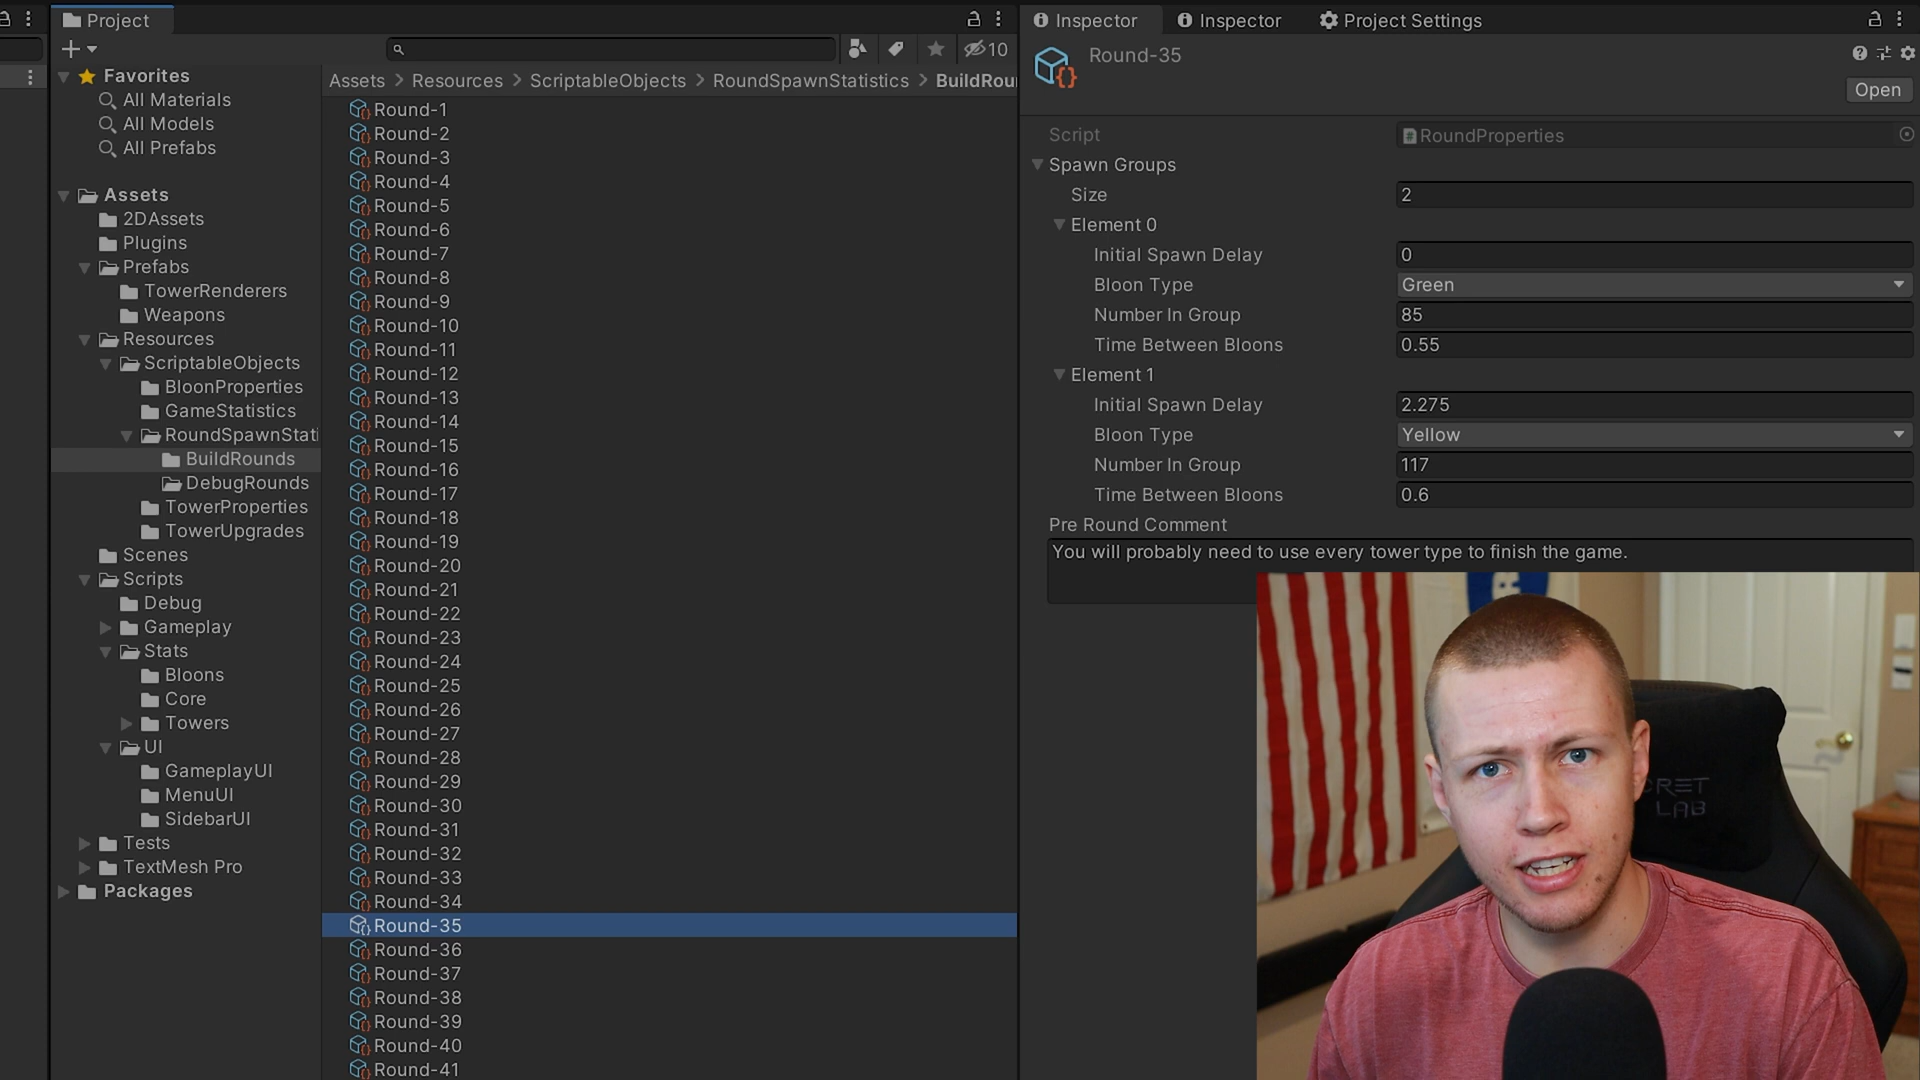 Project
10
Favorites
All Materials
All Models
All Prefabs
Assets
2DAssets
Plugins
Prefabs
TowerRenderers
Weapons
Resources
ScriptableObjects
BloonProperties
GameStatistics
RoundSpawnStati
BuildRounds
DebugRounds
TowerProperties
TowerUpgrades
Scenes
Scripts
Debug
Gameplay
Stats
Bloons
Core
Towers
UI
GameplayUI
MenuUI
SidebarUI
Tests
TextMesh Pro
Packages
Assets > Resources > ScriptableObjects > RoundSpawnStatistics > BuildRou
Round-1
Round-2
Round-3
Round-4
Round-5
Round-6
Round-7
Round-8
Round-9
Round-10
Round-11
Round-12
Round-13
Round-14
Round-15
Round-16
Round-17
Round-18
Round-19
Round-20
Round-21
Round-22
Round-23
Round-24
Round-25
Round-26
Round-27
Round-28
Round-29
Round-30
Round-31
Round-32
Round-33
Round-34
Round-35
Round-36
Round-37
Round-38
Round-39
Round-40
Round-41
Inspector Inspector Project Settings
Round-35
Open
Script RoundProperties
Spawn Groups
Size 2
Element 0
Initial Spawn Delay 0
Bloon Type Green
Number In Group 85
Time Between Bloons 0.55
Element 1
Initial Spawn Delay 2.275
Bloon Type Yellow
Number In Group 117
Time Between Bloons 0.6
Pre Round Comment
You will probably need to use every tower type to finish the game.
LAB